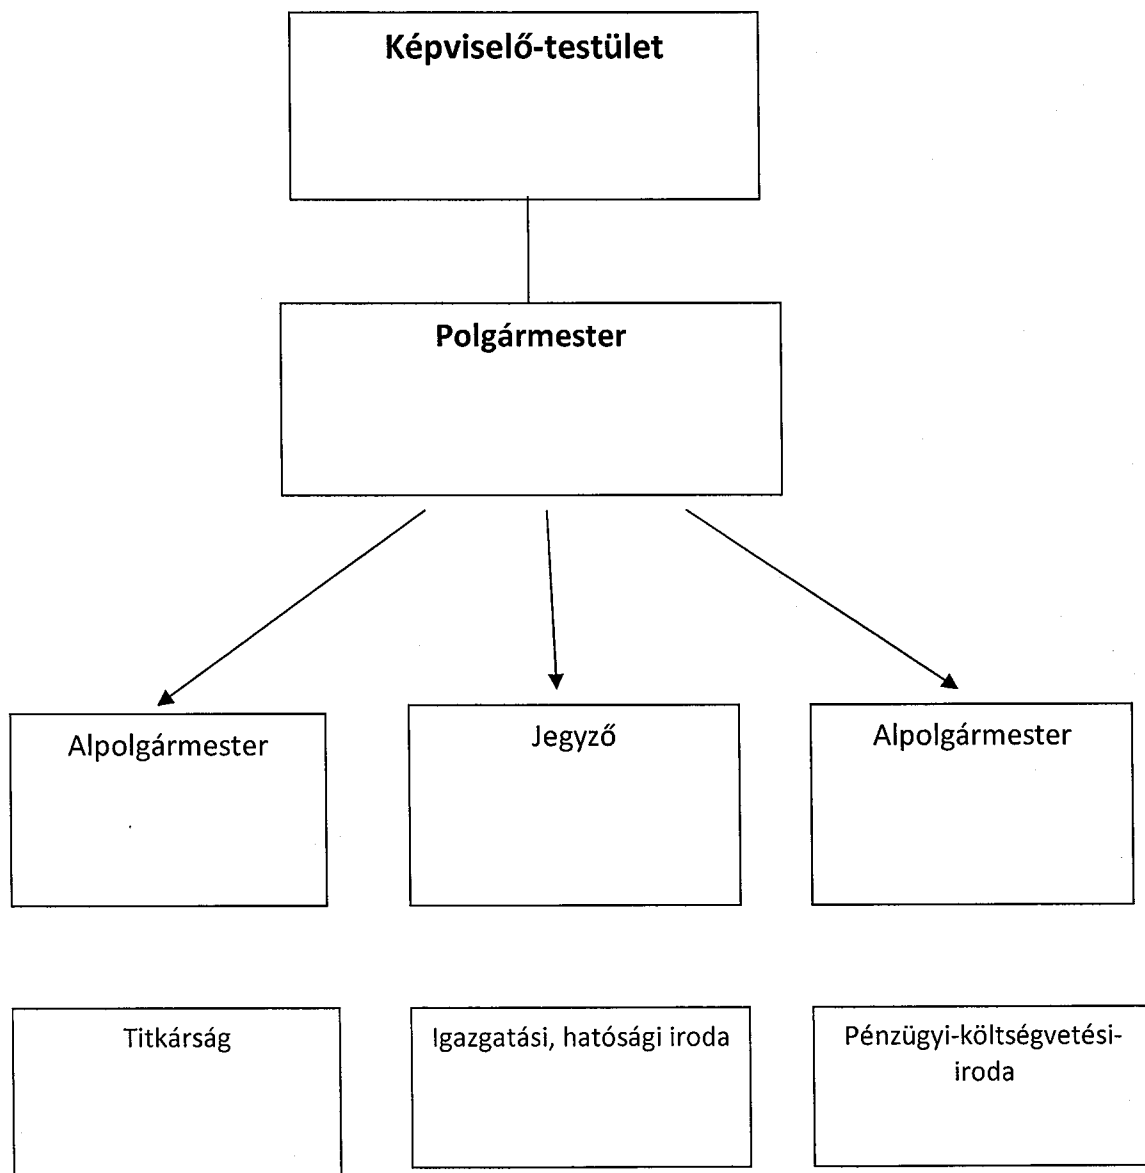 Képviselő-testület
Polgármester
Alpolgármester
Jegyző
Alpolgármester
Titkárság
Igazgatási, hatósági iroda
Pénzügyi-költségvetési-
iroda